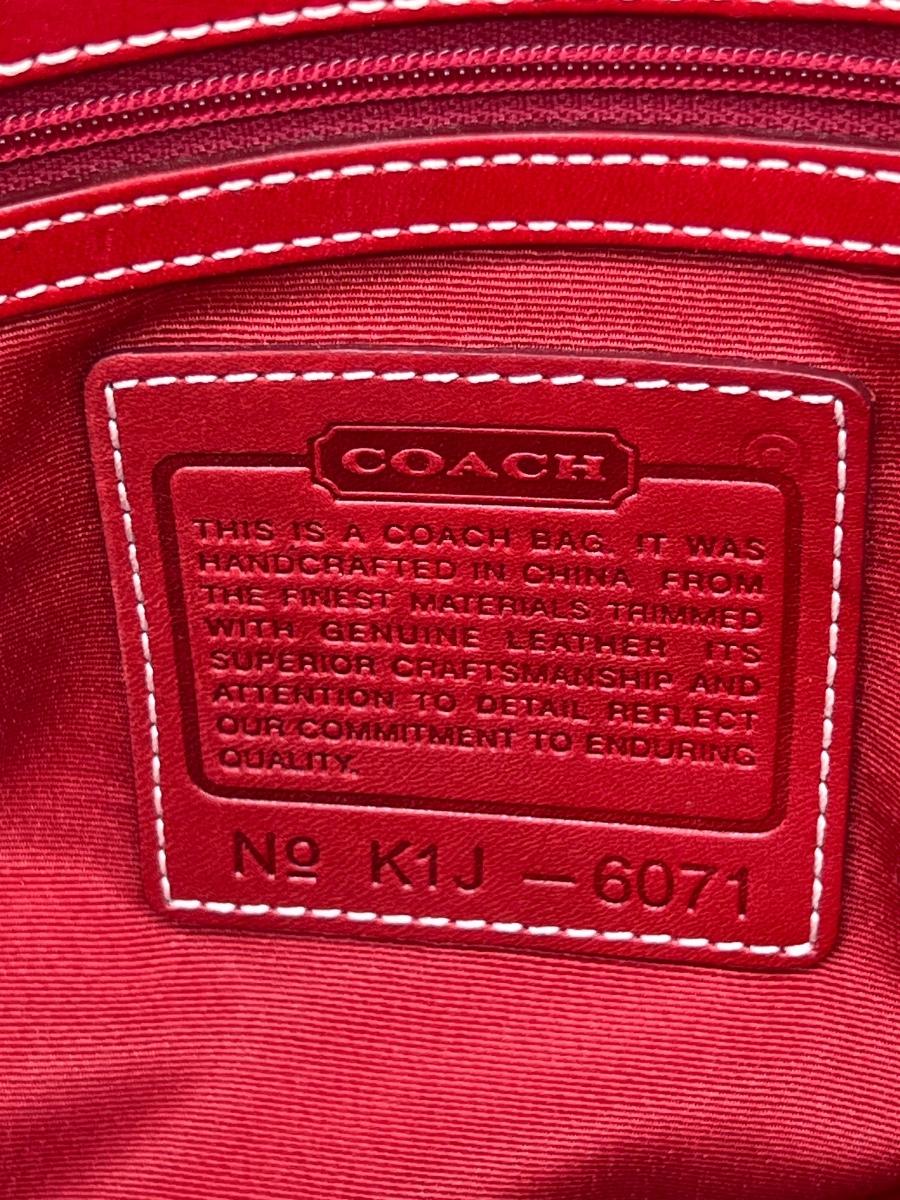 COACH
THIS IS A COACH BAG. IT WAS
HANDCRAFTED IN CHINA FROM
THE FINEST MATERIALS TRIMMED
WITH GENUINE LEATHER ITS
SUPERIOR CRAFTSMANSHIP AND
ATTENTION TO DETAIL REFLECT
OUR COMMITMENT TO ENDURING
QUALITY.
Nº K1J – 6071